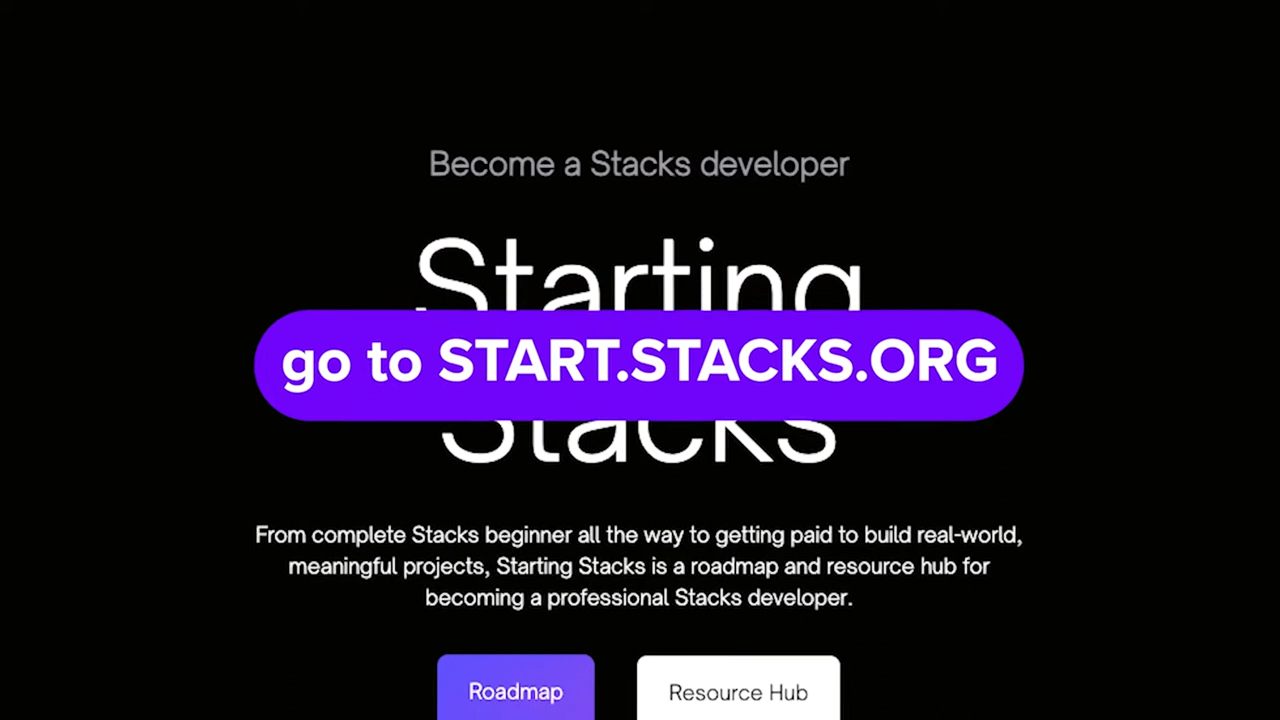 Become a Stacks developer
Starting
go to START.STACKS.ORG
Stacks
From complete Stacks beginner all the way to getting paid to build real-world,
meaningful projects, Starting Stacks is a roadmap and resource hub for
becoming a professional Stacks developer.
Roadmap
Resource Hub